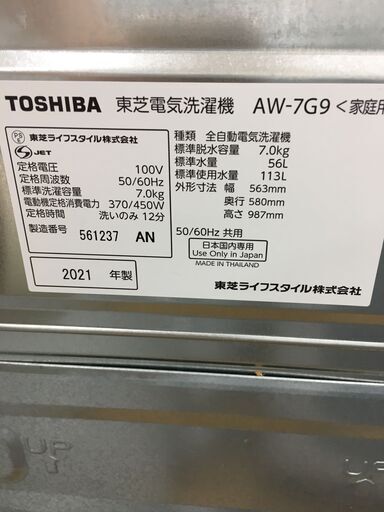 TOSHIBA 東芝電気洗濯機 AW-7G9 <家庭用
PS E 東芝ライフスタイル株式会社
S JET
定格電圧 100V
定格周波数 50/60Hz
標準洗濯容量 7.0kg
電動機定格消費電力 370/450W
洗いのみ 12分
製造番号 561237 AN
2021 年製
種類 全自動電気洗濯機
標準脱水容量 7.0kg
標準水量 56L
標準使用水量 113L
外形寸法 幅 563mm
奥行 580mm
高さ 987mm
50/60Hz 共用
日本国内専用
Use Only in Japan
MADE IN THAILAND
東芝ライフスタイル株式会社
UP
UP